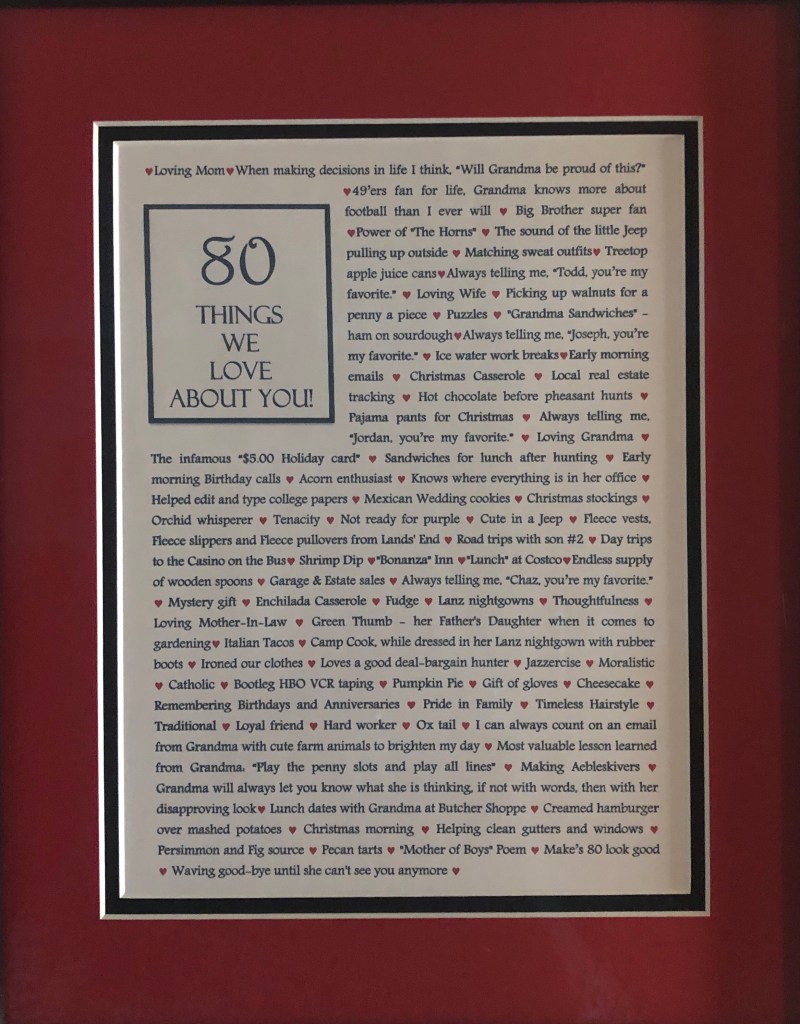 ♥Loving Mom♥When making decisions in life I think, "Will Grandma be proud of this?"
80
THINGS
WE
LOVE
ABOUT YOU!
♥49'ers fan for life, Grandma knows more about
football than I ever will ♥ Big Brother super fan
♥Power of "The Horns" ♥ The sound of the little Jeep
pulling up outside ♥ Matching sweat outfits♥ Treetop
apple juice cans♥Always telling me, "Todd, you're my
favorite." ♥ Loving Wife ♥ Picking up walnuts for a
penny a piece ♥ Puzzles ♥ "Grandma Sandwiches" –
ham on sourdough♥Always telling me, "Joseph, you're
my favorite." ♥ Ice water work breaks♥Early morning
emails ♥ Christmas Casserole ♥ Local real estate
tracking ♥ Hot chocolate before pheasant hunts ♥
Pajama pants for Christmas ♥ Always telling me,
"Jordan, you're my favorite." ♥ Loving Grandma ♥
The infamous "$5.00 Holiday card" ♥ Sandwiches for lunch after hunting ♥ Early
morning Birthday calls ♥ Acorn enthusiast ♥ Knows where everything is in her office ♥
Helped edit and type college papers ♥ Mexican Wedding cookies ♥ Christmas stockings ♥
Orchid whisperer ♥ Tenacity ♥ Not ready for purple ♥ Cute in a Jeep ♥ Fleece vests,
Fleece slippers and Fleece pullovers from Lands' End ♥ Road trips with son #2 ♥ Day trips
to the Casino on the Bus♥ Shrimp Dip ♥"Bonanza" Inn ♥"Lunch" at Costco♥Endless supply
of wooden spoons ♥ Garage & Estate sales ♥ Always telling me, "Chaz, you're my favorite."
♥ Mystery gift ♥ Enchilada Casserole ♥ Fudge ♥ Lanz nightgowns ♥ Thoughtfulness ♥
Loving Mother-In-Law ♥ Green Thumb – her Father's Daughter when it comes to
gardening♥ Italian Tacos ♥ Camp Cook, while dressed in her Lanz nightgown with rubber
boots ♥ Ironed our clothes ♥ Loves a good deal-bargain hunter ♥ Jazzercise ♥ Moralistic
♥ Catholic ♥ Bootleg HBO VCR taping ♥ Pumpkin Pie ♥ Gift of gloves ♥ Cheesecake ♥
Remembering Birthdays and Anniversaries ♥ Pride in Family ♥ Timeless Hairstyle ♥
Traditional ♥ Loyal friend ♥ Hard worker ♥ Ox tail ♥ I can always count on an email
from Grandma with cute farm animals to brighten my day ♥ Most valuable lesson learned
from Grandma, "Play the penny slots and play all lines" ♥ Making Aebleskivers ♥
Grandma will always let you know what she is thinking, if not with words, then with her
disapproving look♥ Lunch dates with Grandma at Butcher Shoppe ♥ Creamed hamburger
over mashed potatoes ♥ Christmas morning ♥ Helping clean gutters and windows ♥
Persimmon and Fig source ♥ Pecan tarts ♥ "Mother of Boys" Poem ♥ Make's 80 look good
♥ Waving good-bye until she can't see you anymore ♥